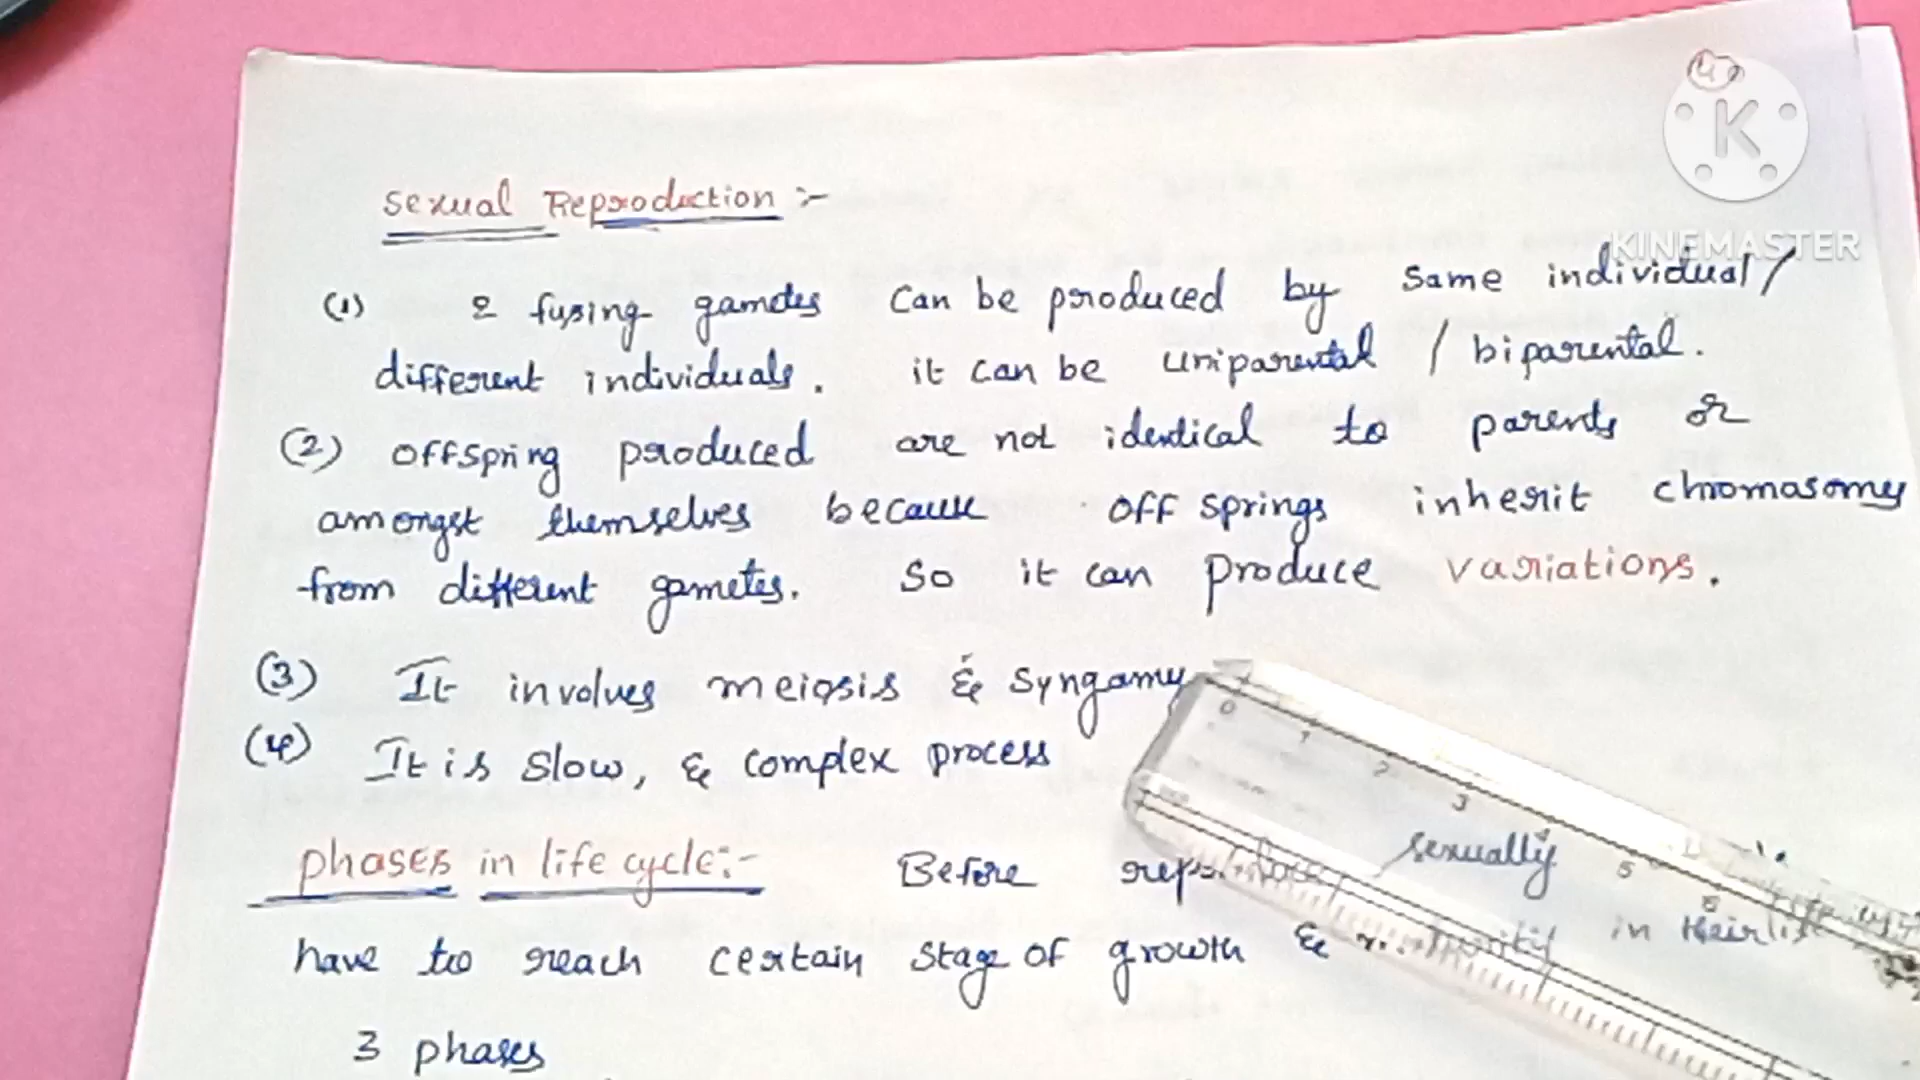 K
KINEMASTER
Sexual Reproduction :-
(1) 2 fusing gametes can be produced by same individual /
different individuals. it can be uniparental / biparental.
(2) offspring produced are not identical to parents or
amongst themselves because off springs inherit chromasomes
from different gametes. So it can produce variations.
(3) It involves meiosis & syngamy
(4) It is slow, & complex process
phases in life cycle:- Before sexually
have to reach certain stage of growth & in their life
3 phases